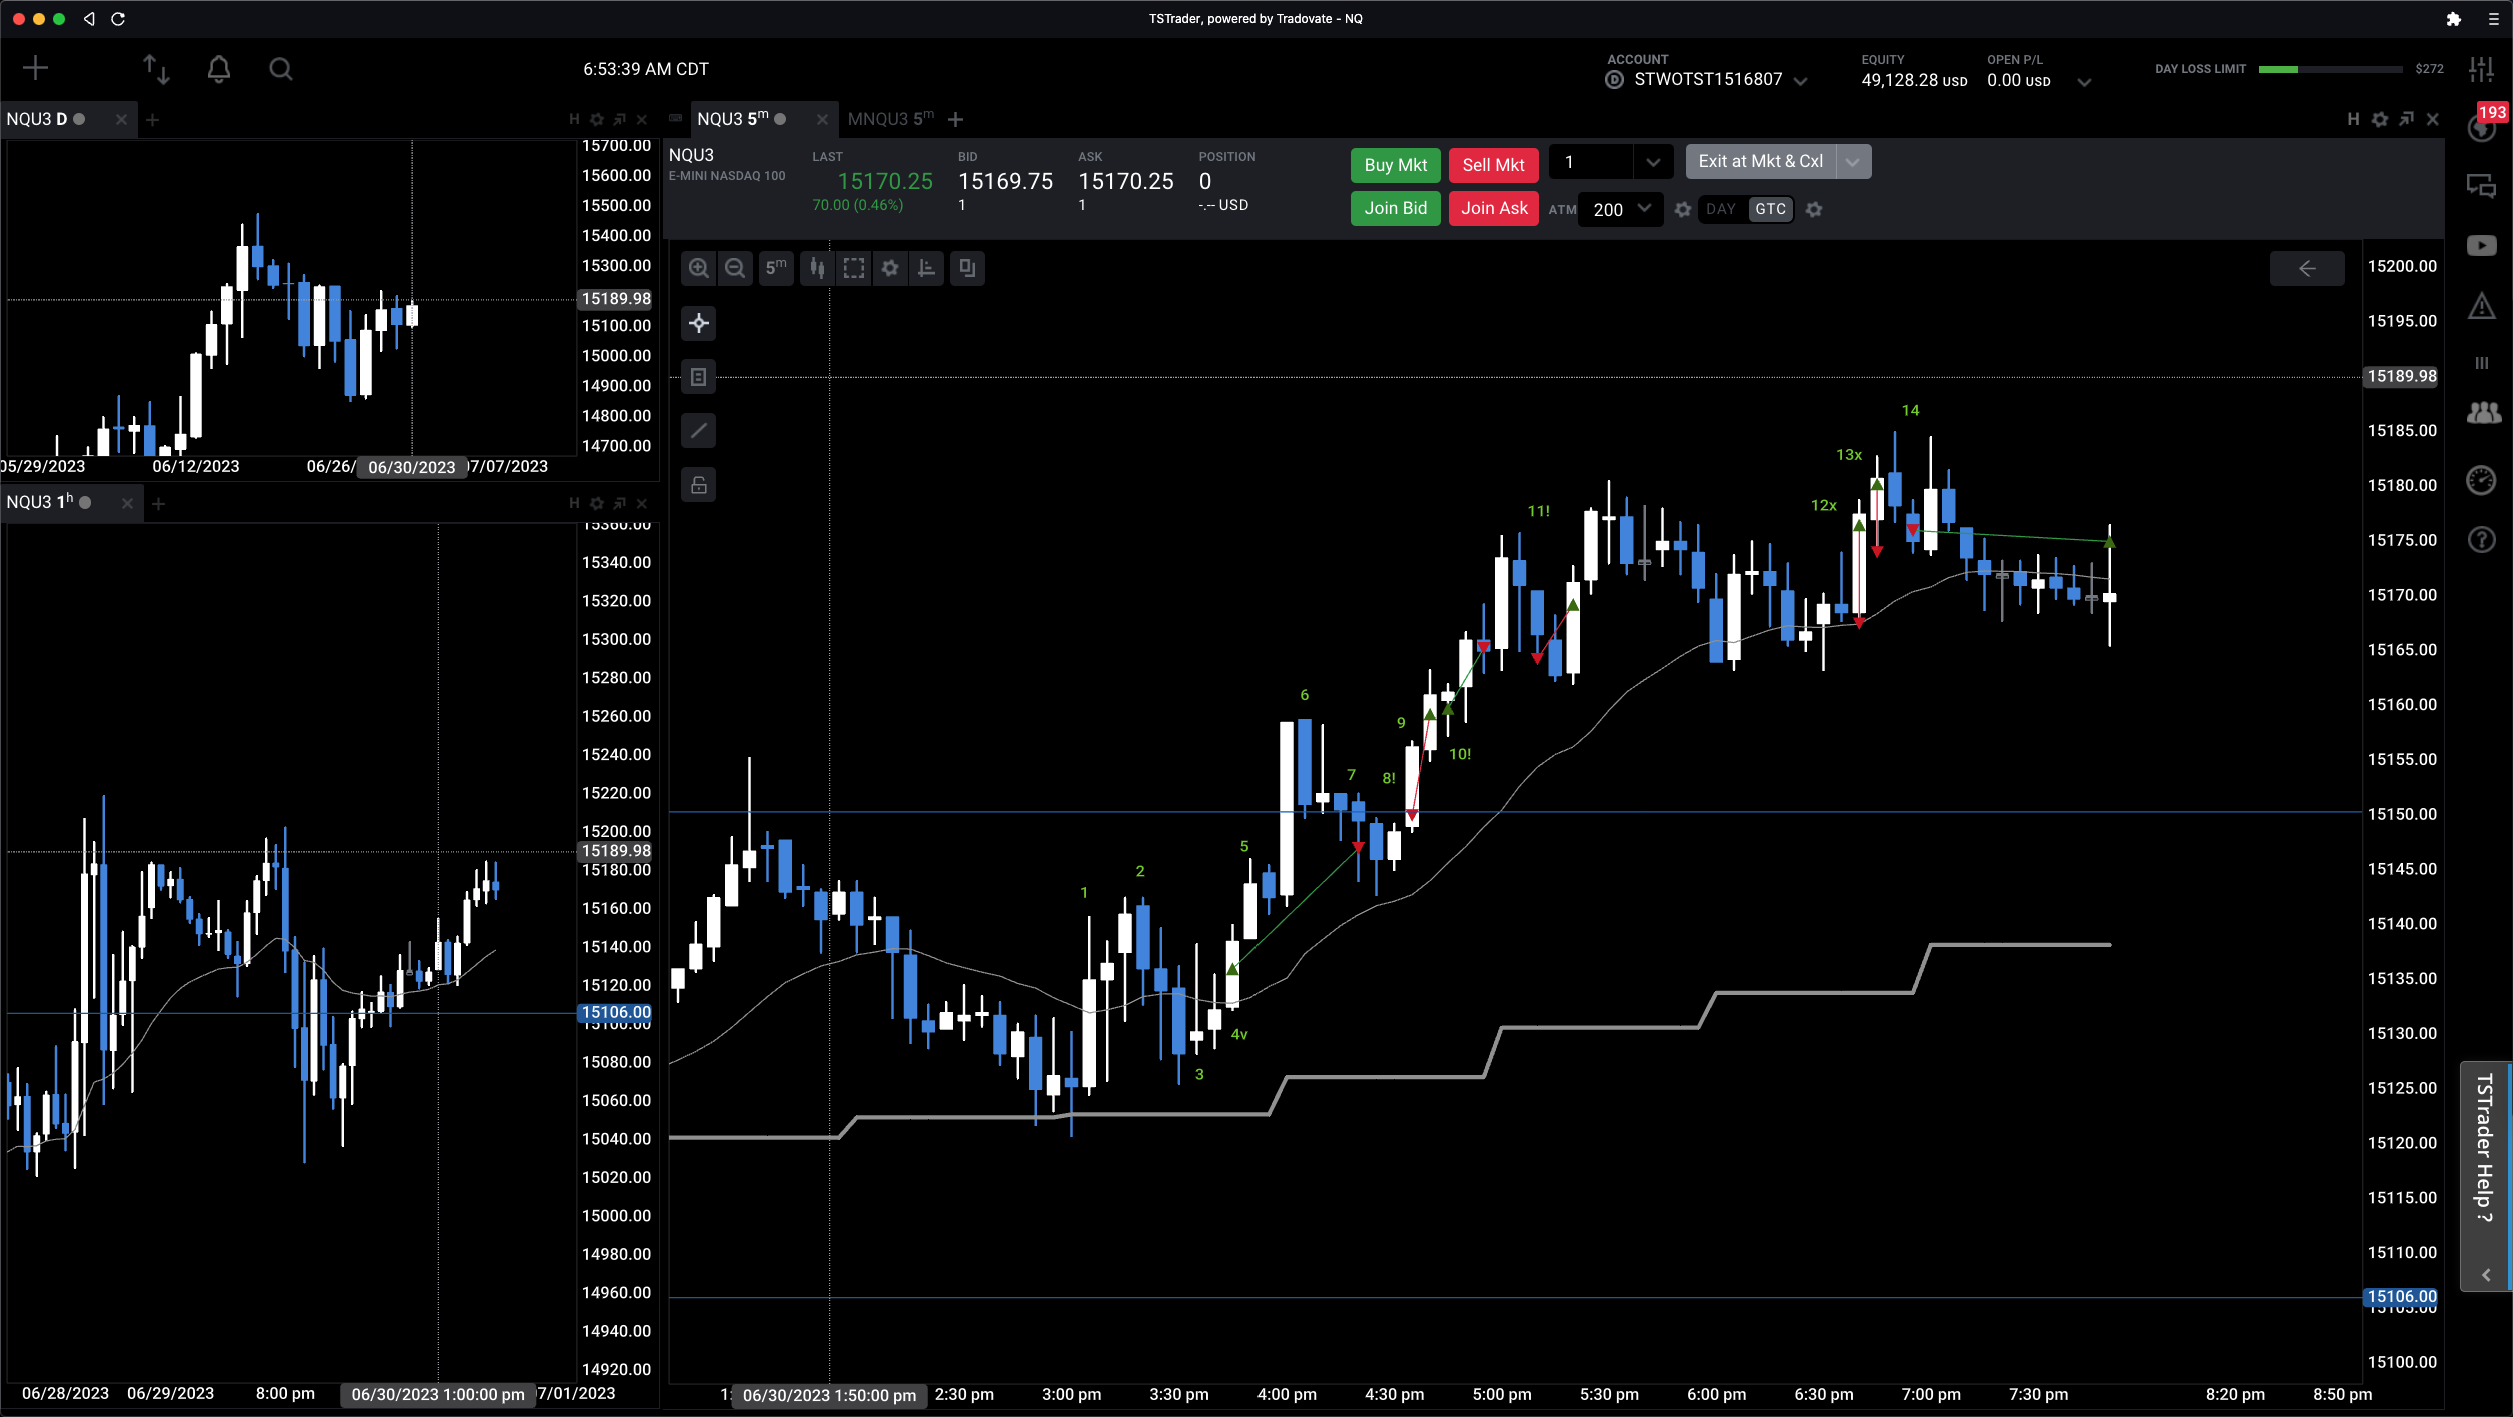 TSTrader, powered by Tradovate - NQ
6:53:39 AM CDT
ACCOUNT
STWOTST1516807
EQUITY
49,128.28 USD
OPEN P/L
0.00 USD
DAY LOSS LIMIT
$272
193
NQU3 D
H
15700.00
15600.00
15500.00
15400.00
15300.00
15189.98
15100.00
15000.00
14900.00
14800.00
14700.00
05/29/2023
06/12/2023
06/26/
06/30/2023
7/07/2023
NQU3 1h
H
15360.00
15340.00
15320.00
15300.00
15280.00
15260.00
15240.00
15220.00
15200.00
15189.98
15180.00
15160.00
15140.00
15120.00
15106.00
15100.00
15080.00
15060.00
15040.00
15020.00
15000.00
14980.00
14960.00
14940.00
14920.00
06/28/2023
06/29/2023
8:00 pm
06/30/2023 1:00:00 pm
7/01/2023
NQU3 5m
MNQU3 5m
H
NQU3
E-MINI NASDAQ 100
LAST
15170.25
70.00 (0.46%)
BID
15169.75
1
ASK
15170.25
1
POSITION
0
-.-- USD
Buy Mkt
Sell Mkt
1
Exit at Mkt & Cxl
Join Bid
Join Ask
ATM
200
DAY
GTC
5m
1
2
3
4v
5
6
7
8!
9
10!
11!
12x
13x
14
15200.00
15195.00
15189.98
15185.00
15180.00
15175.00
15170.00
15165.00
15160.00
15155.00
15150.00
15145.00
15140.00
15135.00
15130.00
15125.00
15120.00
15115.00
15110.00
15106.00
15105.00
15100.00
1:
06/30/2023 1:50:00 pm
2:30 pm
3:00 pm
3:30 pm
4:00 pm
4:30 pm
5:00 pm
5:30 pm
6:00 pm
6:30 pm
7:00 pm
7:30 pm
8:20 pm
8:50 pm
TSTrader Help ?